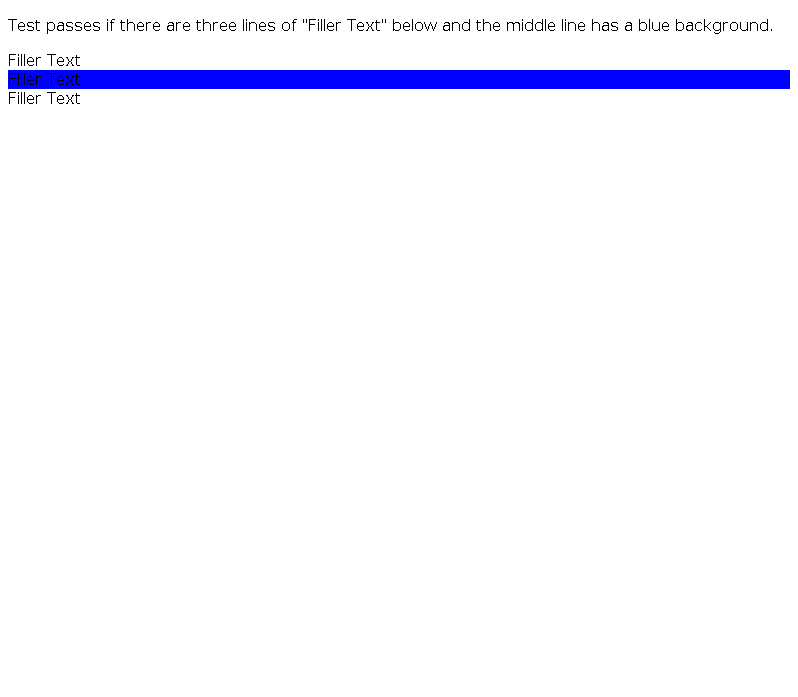 Test passes if there are three lines of "Filler Text" below and the middle line has a blue background.
Filler Text
Filler Text
Filler Text